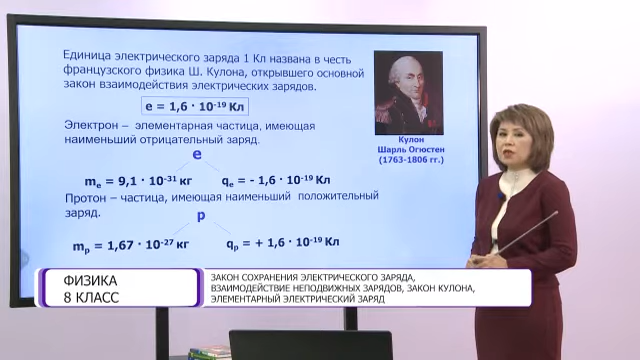 Единица электрического заряда 1 Кл названа в честь
французского физика Ш. Кулона, открывшего основной
закон взаимодействия электрических зарядов.
e = 1,6 · 10⁻¹⁹ Кл
Электрон – элементарная частица, имеющая
наименьший отрицательный заряд.
e
mₑ = 9,1 · 10⁻³¹ кг qₑ = - 1,6 · 10⁻¹⁹ Кл
Протон – частица, имеющая наименьший положительный
заряд.
p
mₚ = 1,67 · 10⁻²⁷ кг qₚ = + 1,6 · 10⁻¹⁹ Кл
Кулон
Шарль Огюстен
(1763-1806 гг.)
ФИЗИКА
8 КЛАСС
ЗАКОН СОХРАНЕНИЯ ЭЛЕКТРИЧЕСКОГО ЗАРЯДА,
ВЗАИМОДЕЙСТВИЕ НЕПОДВИЖНЫХ ЗАРЯДОВ, ЗАКОН КУЛОНА,
ЭЛЕМЕНТАРНЫЙ ЭЛЕКТРИЧЕСКИЙ ЗАРЯД